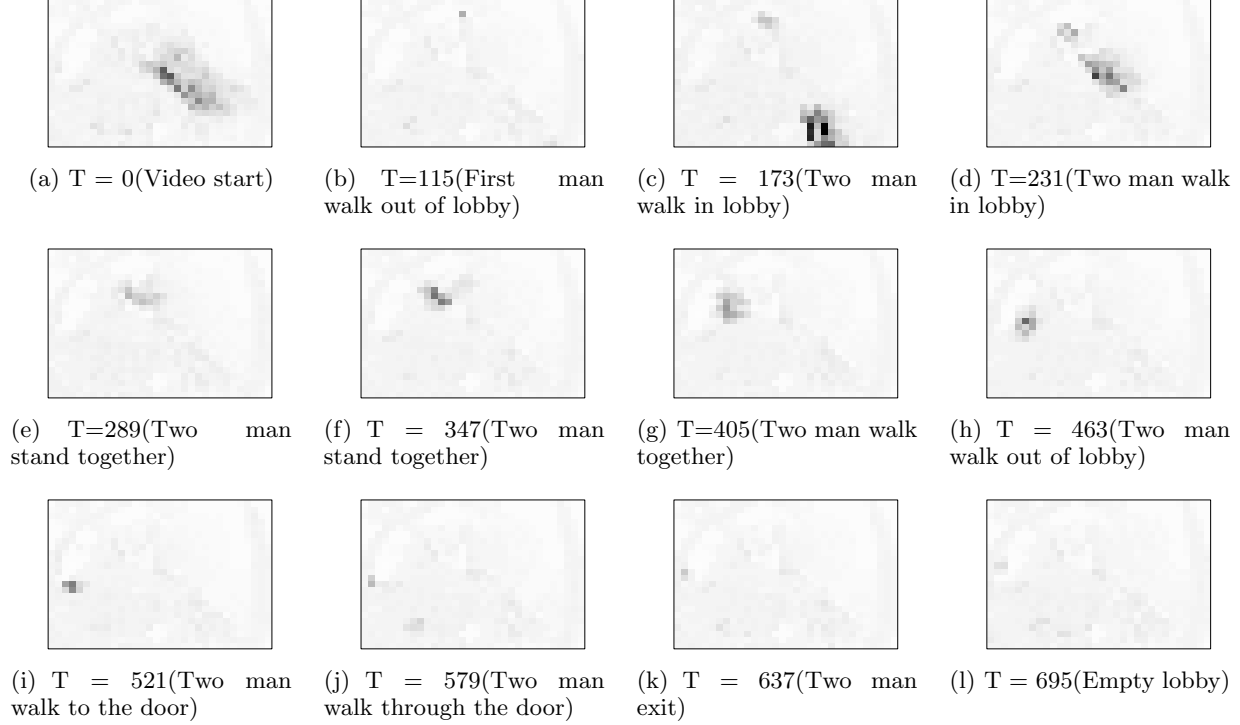 (a) T = 0(Video start)
(b) T=115(First man
walk out of lobby)
(c) T = 173(Two man
walk in lobby)
(d) T=231(Two man walk
in lobby)
(e) T=289(Two man
stand together)
(f) T = 347(Two man
stand together)
(g) T=405(Two man walk
together)
(h) T = 463(Two man
walk out of lobby)
(i) T = 521(Two man
walk to the door)
(j) T = 579(Two man
walk through the door)
(k) T = 637(Two man
exit)
(l) T = 695(Empty lobby)